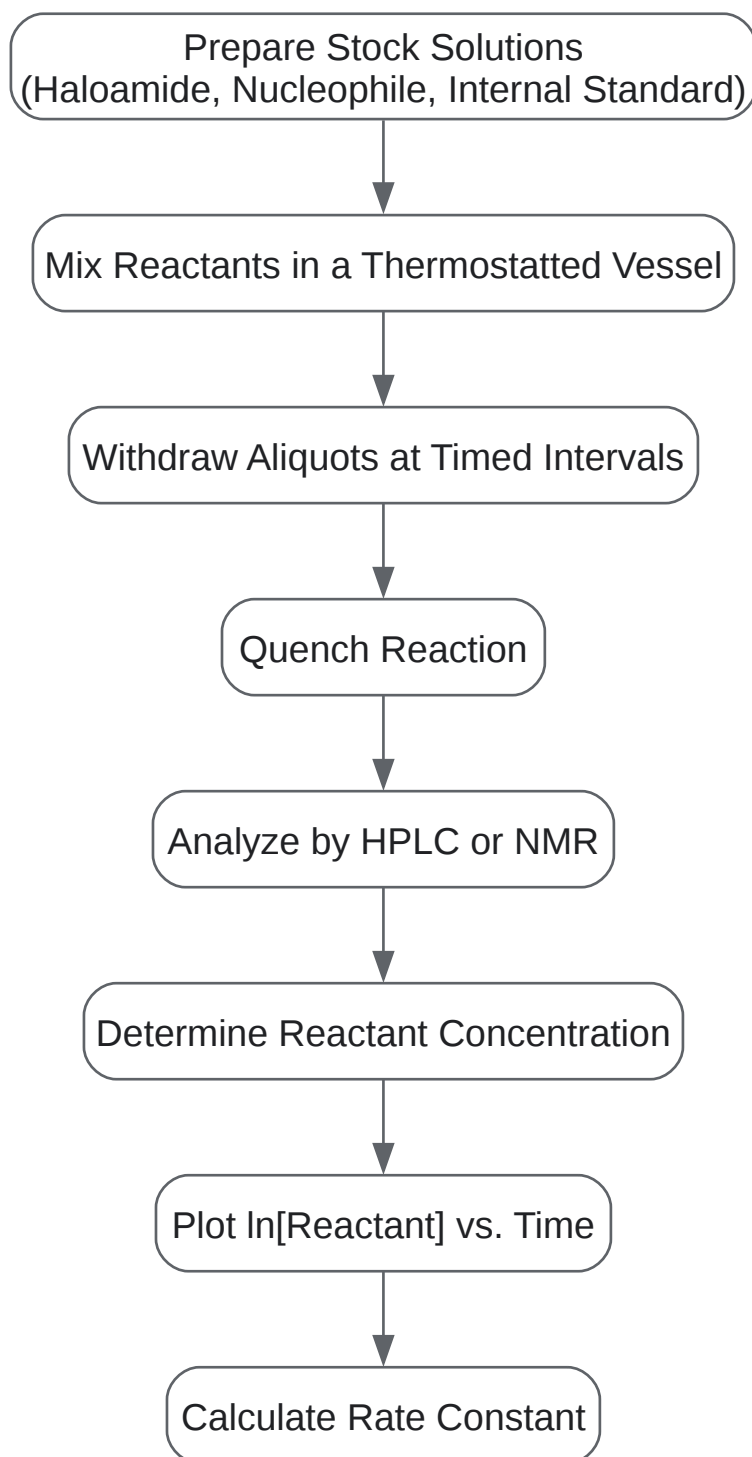 Prepare Stock Solutions
(Haloamide, Nucleophile, Internal Standard)
Mix Reactants in a Thermostatted Vessel
Withdraw Aliquots at Timed Intervals
Quench Reaction
Analyze by HPLC or NMR
Determine Reactant Concentration
Plot ln[Reactant] vs. Time
Calculate Rate Constant